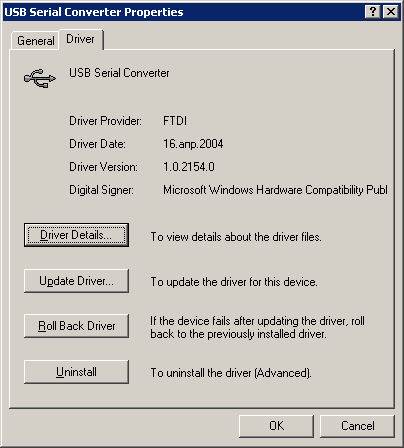 USB Serial Converter Properties
General
Driver
USB Serial Converter
Driver Provider: FTDI
Driver Date: 16.апр.2004
Driver Version: 1.0.2154.0
Digital Signer: Microsoft Windows Hardware Compatibility Publ
Driver Details...
To view details about the driver files.
Update Driver...
To update the driver for this device.
Roll Back Driver
If the device fails after updating the driver, roll
back to the previously installed driver.
Uninstall
To uninstall the driver (Advanced).
OK
Cancel